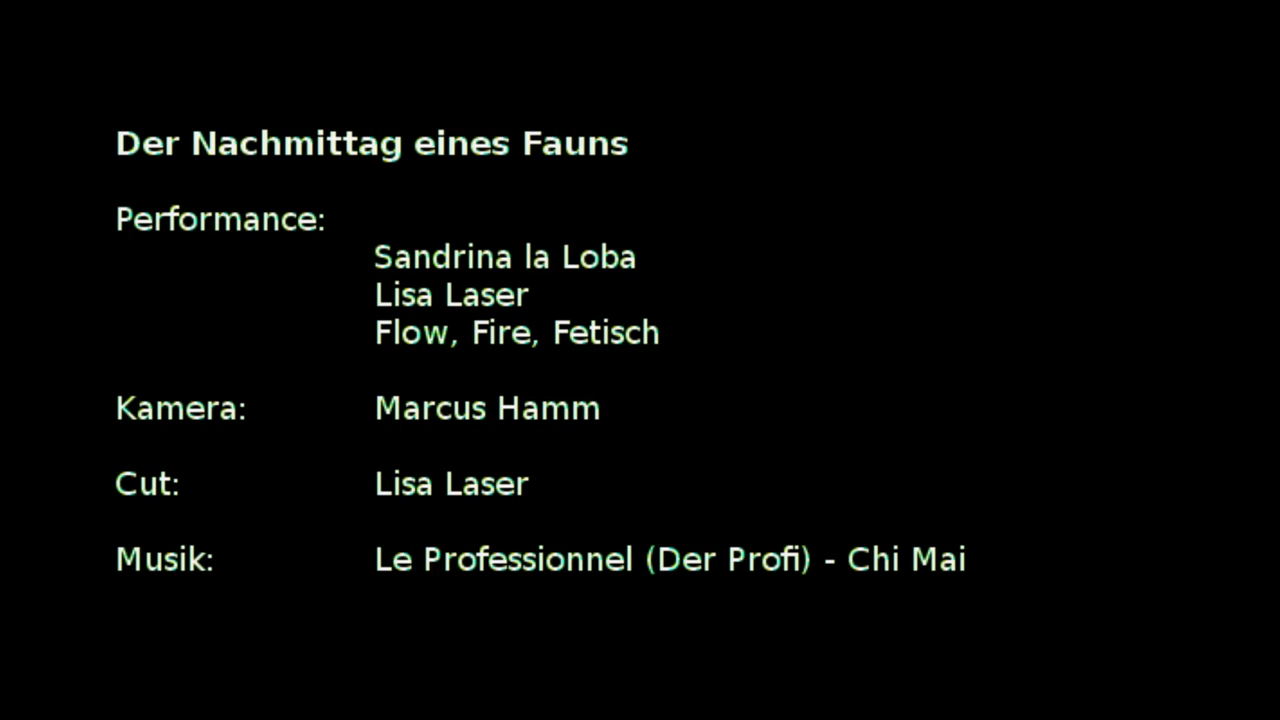 Der Nachmittag eines Fauns
Performance:
Sandrina la Loba
Lisa Laser
Flow, Fire, Fetisch
Kamera: Marcus Hamm
Cut: Lisa Laser
Musik: Le Professionnel (Der Profi) - Chi Mai